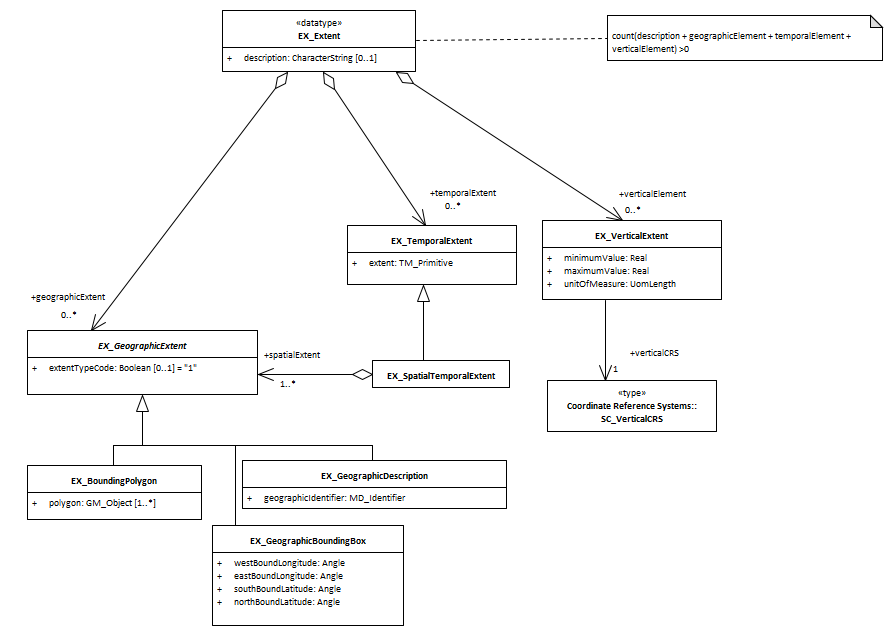 «datatype»
EX_Extent
+ description: CharacterString [0..1]
count(description + geographicElement + temporalElement +
verticalElement) >0
+temporalExtent
0..*
+verticalElement
0..*
EX_TemporalExtent
+ extent: TM_Primitive
EX_VerticalExtent
+ minimumValue: Real
+ maximumValue: Real
+ unitOfMeasure: UomLength
+geographicExtent
0..*
EX_GeographicExtent
+ extentTypeCode: Boolean [0..1] = "1"
+spatialExtent
1..*
EX_SpatialTemporalExtent
+verticalCRS
1
«type»
Coordinate Reference Systems::
SC_VerticalCRS
EX_BoundingPolygon
+ polygon: GM_Object [1..*]
EX_GeographicDescription
+ geographicIdentifier: MD_Identifier
EX_GeographicBoundingBox
+ westBoundLongitude: Angle
+ eastBoundLongitude: Angle
+ southBoundLatitude: Angle
+ northBoundLatitude: Angle